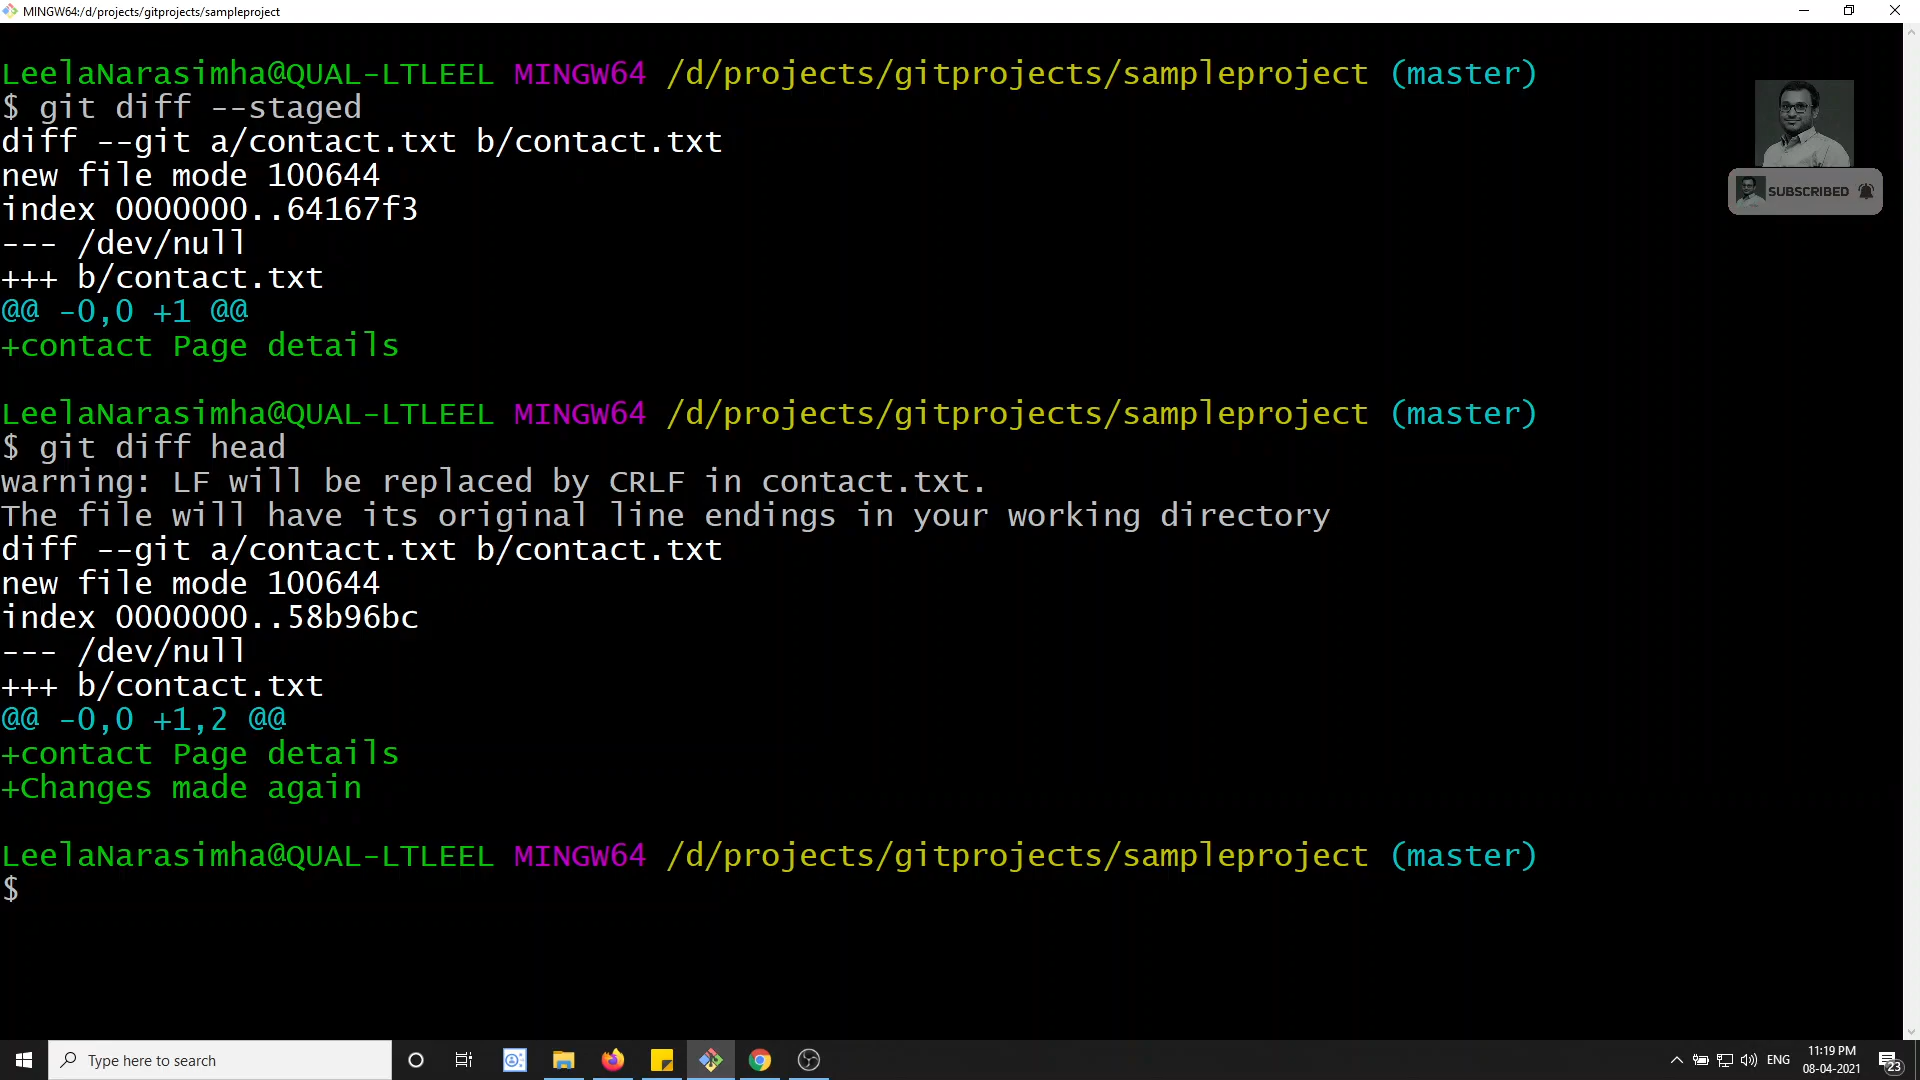 MINGW64:/d/projects/gitprojects/sampleproject
LeelaNarasimha@QUAL-LTLEEL MINGW64 /d/projects/gitprojects/sampleproject (master)
$ git diff --staged
diff --git a/contact.txt b/contact.txt
new file mode 100644
index 0000000..64167f3
--- /dev/null
+++ b/contact.txt
@@ -0,0 +1 @@
+contact Page details
SUBSCRIBED
LeelaNarasimha@QUAL-LTLEEL MINGW64 /d/projects/gitprojects/sampleproject (master)
$ git diff head
warning: LF will be replaced by CRLF in contact.txt.
The file will have its original line endings in your working directory
diff --git a/contact.txt b/contact.txt
new file mode 100644
index 0000000..58b96bc
--- /dev/null
+++ b/contact.txt
@@ -0,0 +1,2 @@
+contact Page details
+Changes made again
LeelaNarasimha@QUAL-LTLEEL MINGW64 /d/projects/gitprojects/sampleproject (master)
$
Type here to search
ENG
11:19 PM
08-04-2021
23